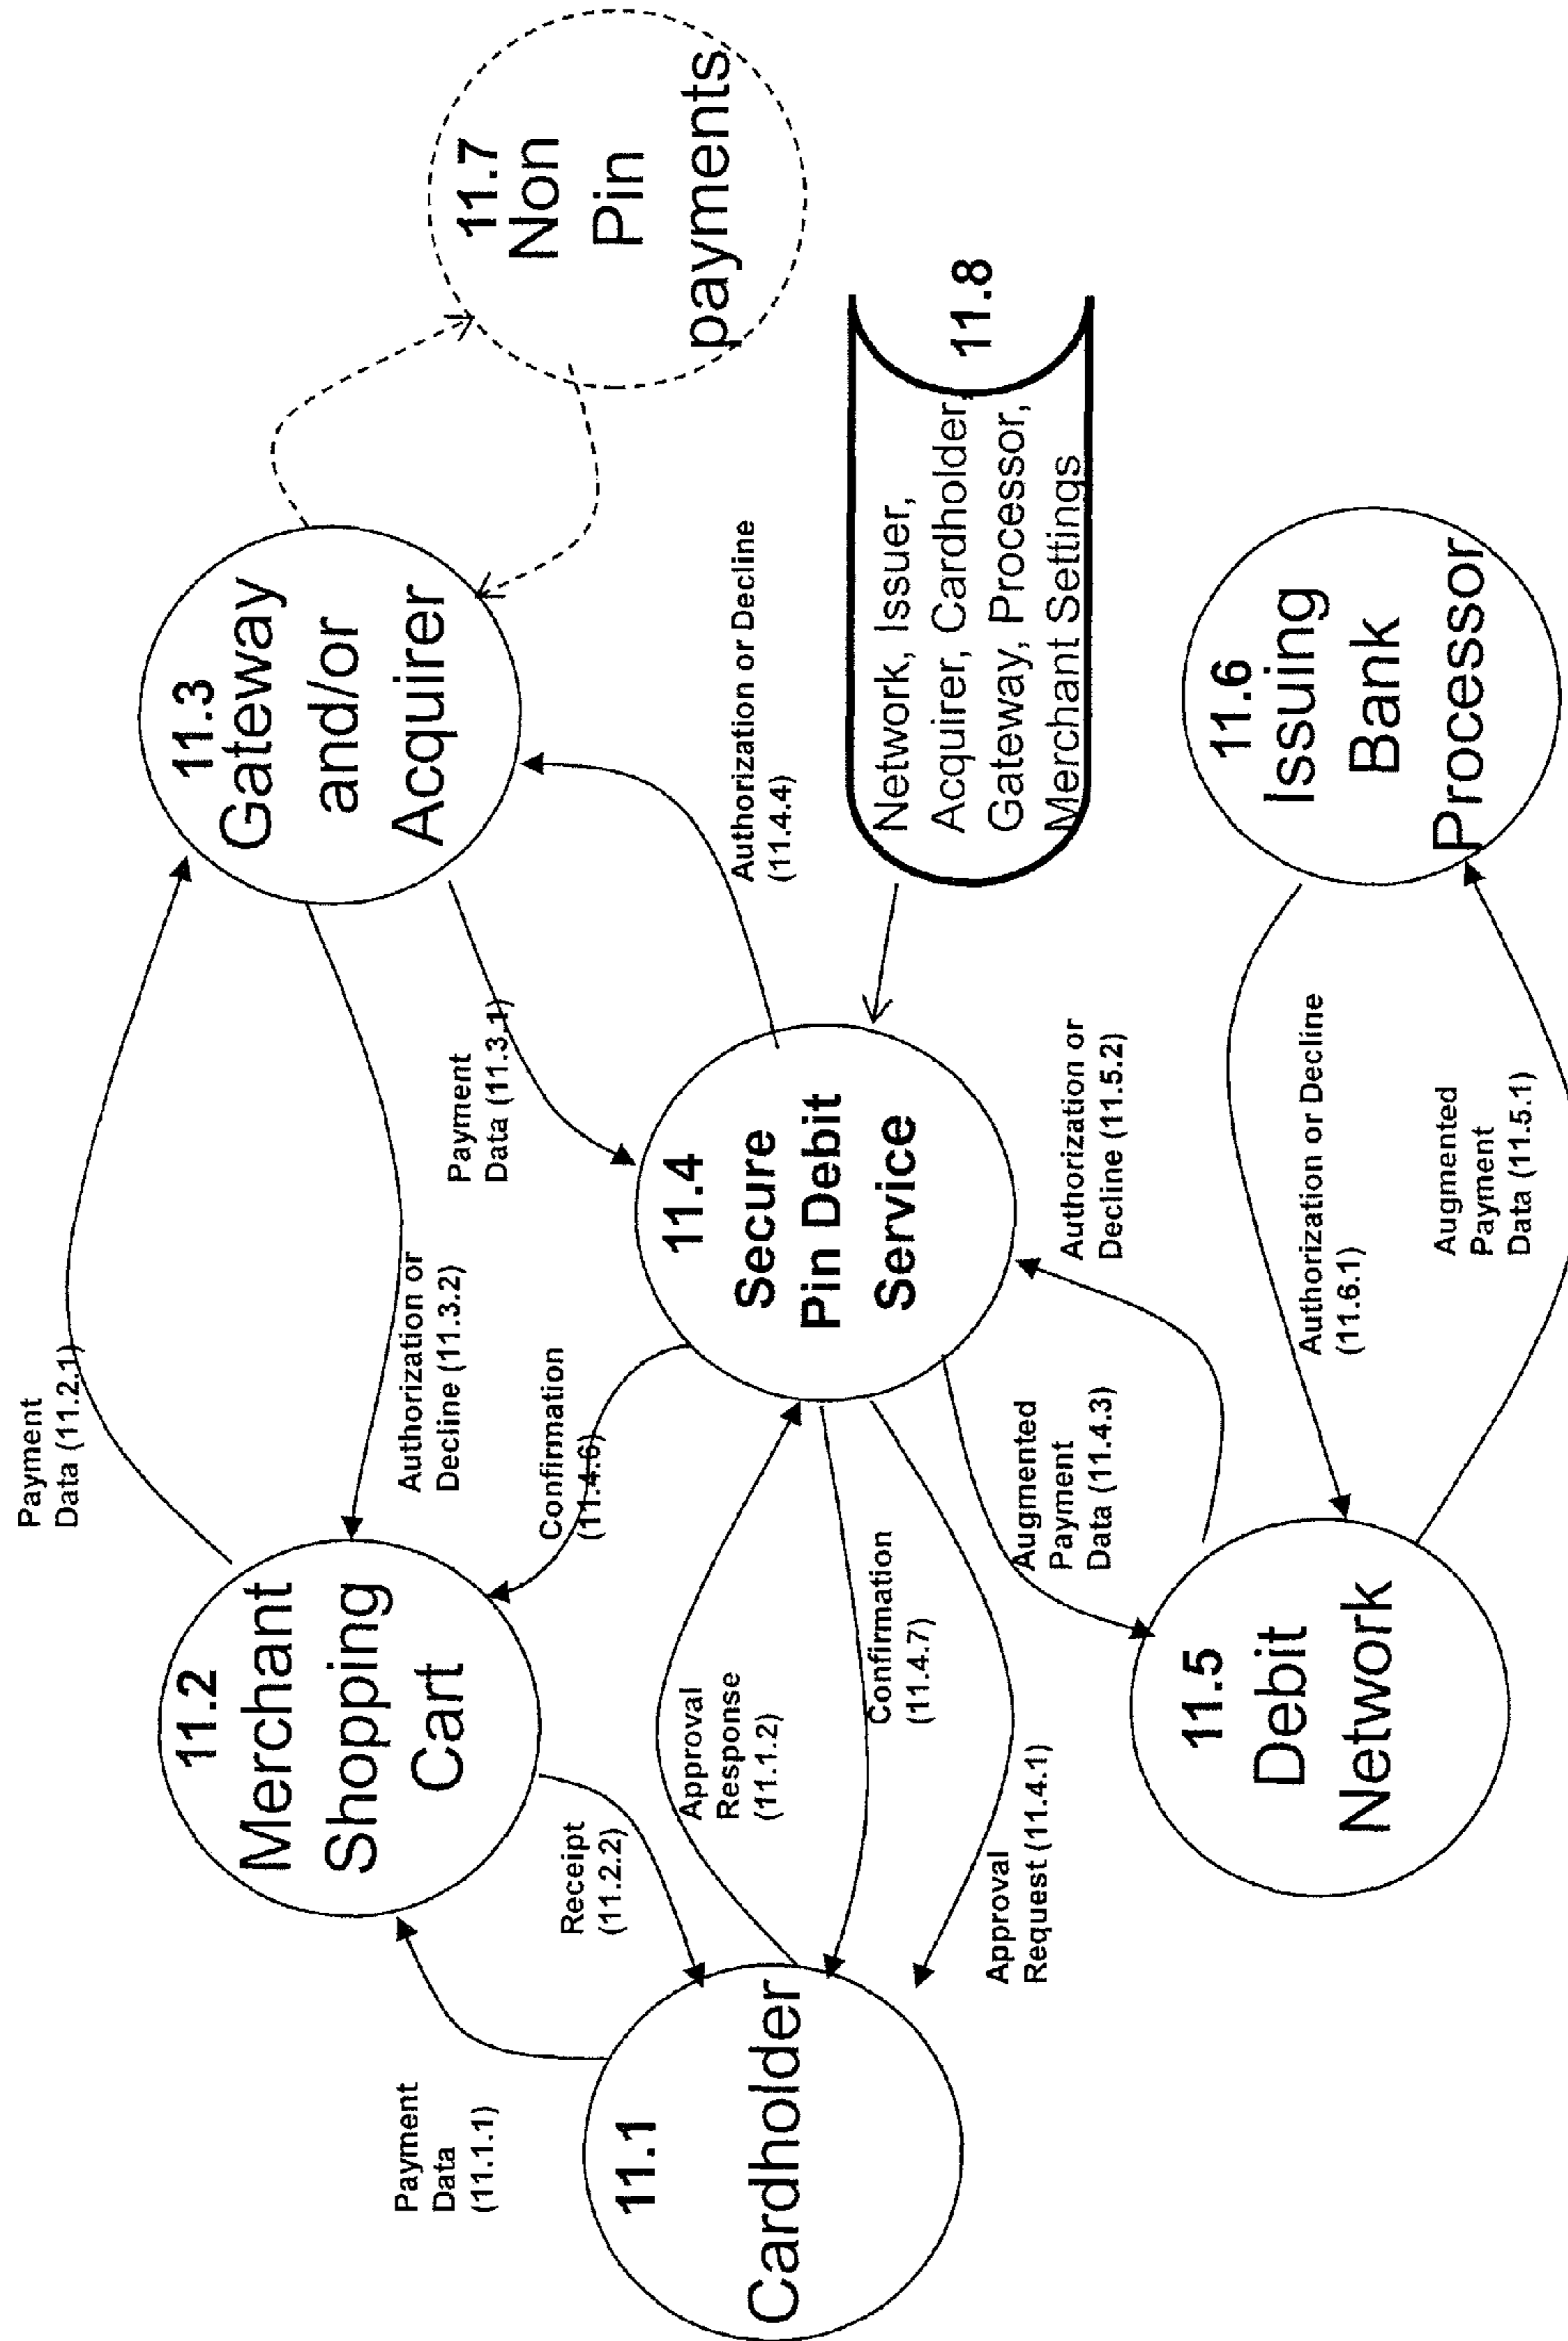 Payment
Data (11.2.1)
11.2
Merchant
Shopping
Cart
11.3
Gateway
and/or
Acquirer
Authorization or
Decline (11.3.2)
Payment
Data
(11.1.1)
Receipt
(11.2.2)
Confirmation
(11.4.6)
Payment
Data (11.3.1)
11.7
Non
Pin
payments
11.1
Cardholder
Approval
Response
(11.1.2)
Confirmation
(11.4.7)
Approval
Request (11.4.1)
11.4
Secure
Pin Debit
Service
Authorization or Decline
(11.4.4)
Network, Issuer,
Acquirer, Cardholder,
Gateway, Processor,
Merchant Settings
11.8
Augmented
Payment
Data (11.4.3)
Authorization or
Decline (11.5.2)
11.5
Debit
Network
11.6
Issuing
Bank
Processor
Authorization or Decline
(11.6.1)
Augmented
Payment
Data (11.5.1)